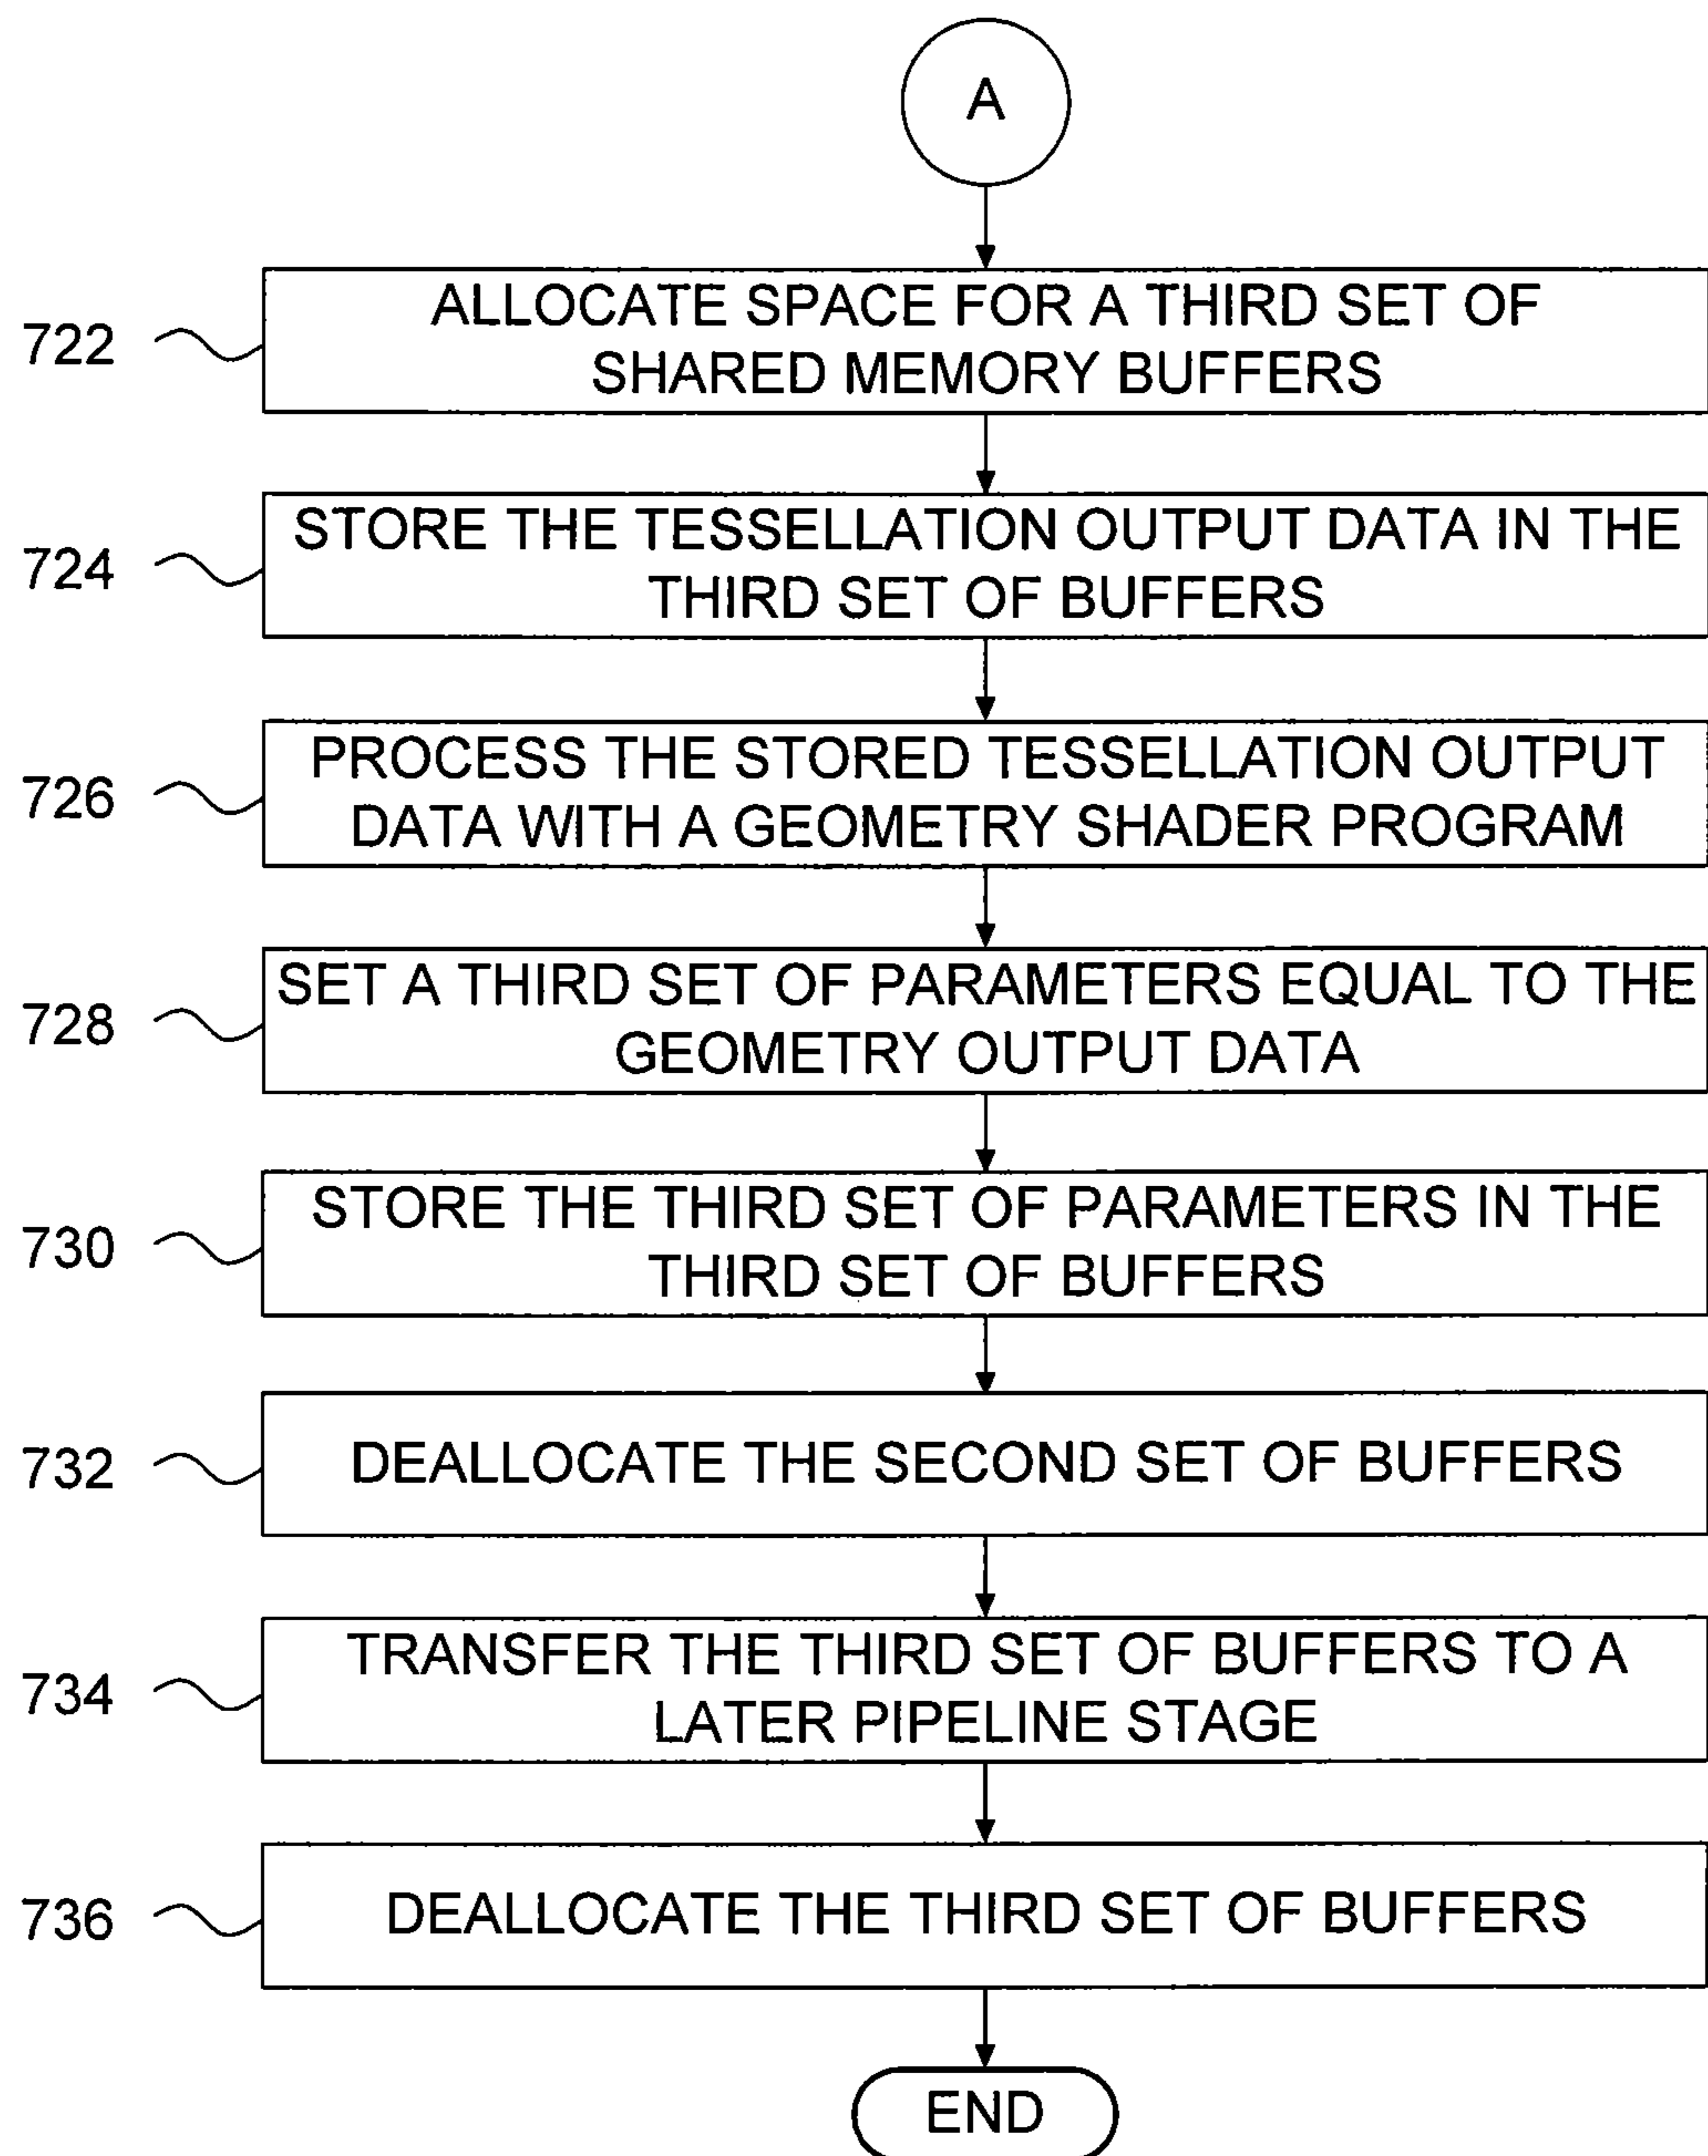 A
722
ALLOCATE SPACE FOR A THIRD SET OF
SHARED MEMORY BUFFERS
724
STORE THE TESSELLATION OUTPUT DATA IN THE
THIRD SET OF BUFFERS
726
PROCESS THE STORED TESSELLATION OUTPUT
DATA WITH A GEOMETRY SHADER PROGRAM
728
SET A THIRD SET OF PARAMETERS EQUAL TO THE
GEOMETRY OUTPUT DATA
730
STORE THE THIRD SET OF PARAMETERS IN THE
THIRD SET OF BUFFERS
732
DEALLOCATE THE SECOND SET OF BUFFERS
734
TRANSFER THE THIRD SET OF BUFFERS TO A
LATER PIPELINE STAGE
736
DEALLOCATE THE THIRD SET OF BUFFERS
END